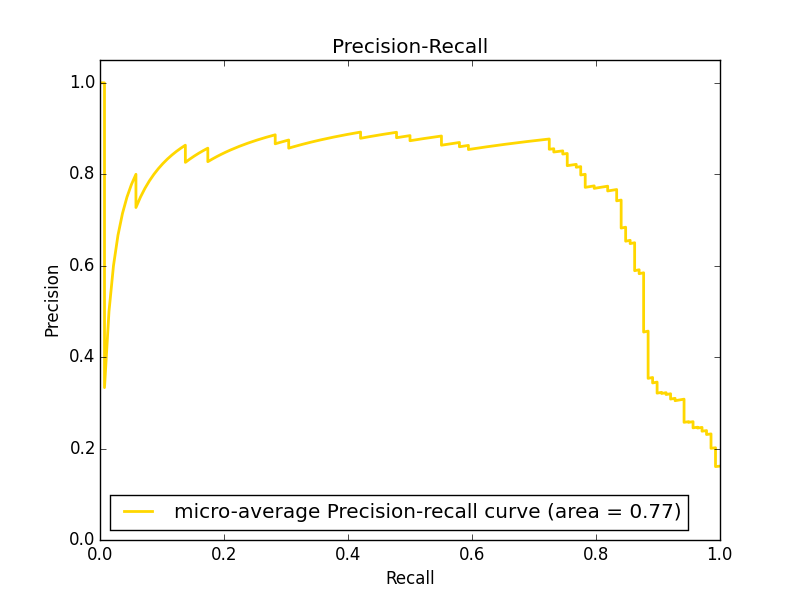 Precision-Recall
1.0
0.8
0.6
0.4
0.2
0.0
Precision
micro-average Precision-recall curve (area = 0.77)
0.0 0.2 0.4 0.6 0.8 1.0
Recall